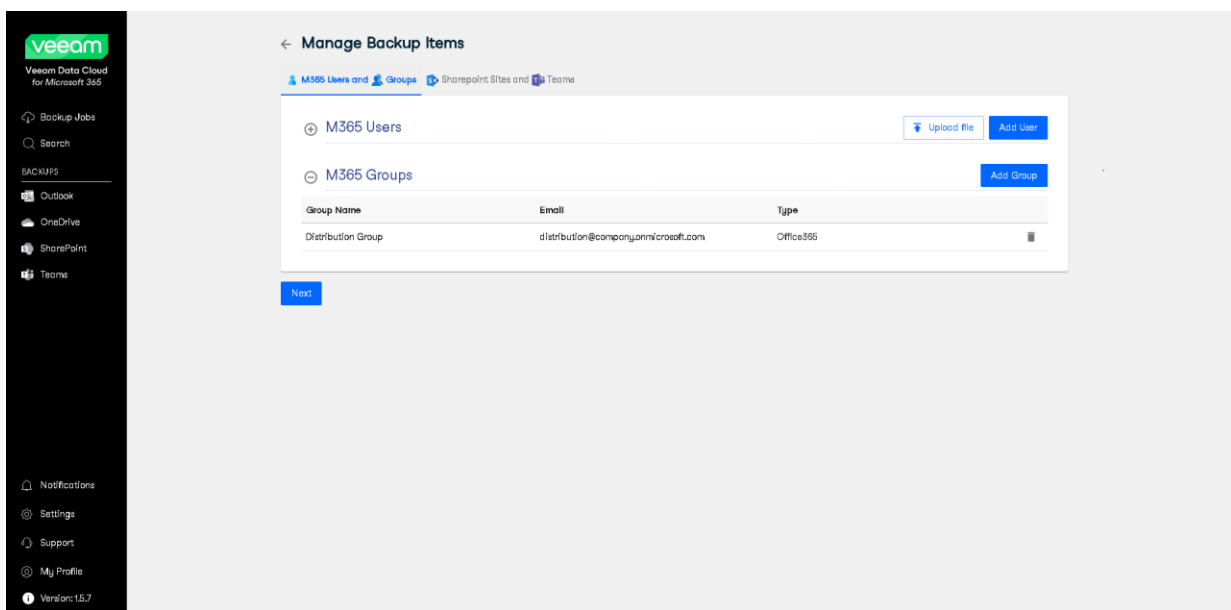 veeam
Veeam Data Cloud
for Microsoft 365
Backup Jobs
Search
BACKUPS
Outlook
OneDrive
SharePoint
Teams
Notifications
Settings
Support
My Profile
Version: 1.5.7
← Manage Backup Items
M365 Users and Groups Sharepoint Sites and Teams
M365 Users Upload file Add User
M365 Groups Add Group
Group Name Email Type
Distribution Group distribution@company.onmicrosoft.com Office365
Next